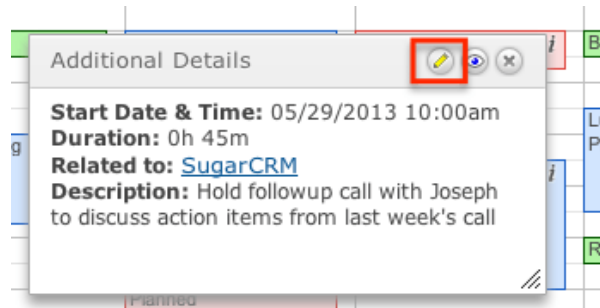 Additional Details
i
B
Start Date & Time: 05/29/2013 10:00am
Duration: 0h 45m
Related to: SugarCRM
Description: Hold followup call with Joseph
to discuss action items from last week's call
g
i
L
P
R
Planned